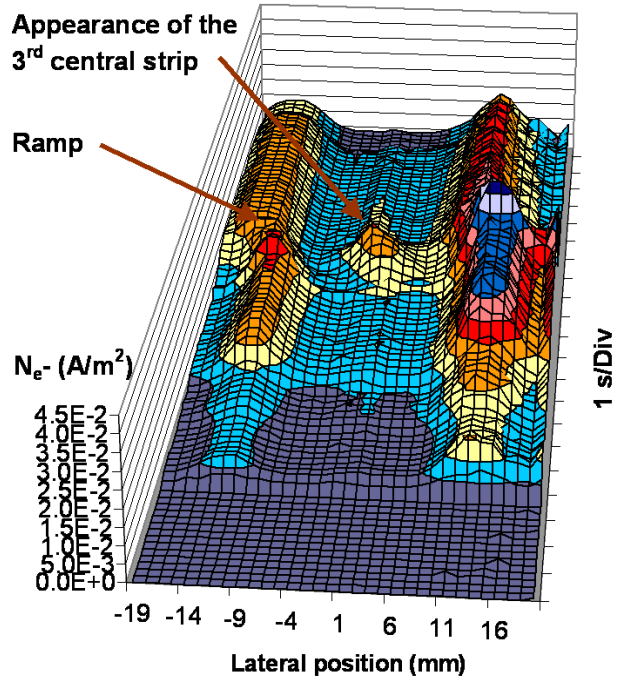 Appearance of the
3rd central strip
Ramp
Ne- (A/m2)
4.5E-2
4.0E-2
3.5E-2
3.0E-2
2.5E-2
2.0E-2
1.5E-2
1.0E-2
5.0E-3
0.0E+0
-19 -14 -9 -4 1 6 11 16
Lateral position (mm)
1 s/Div